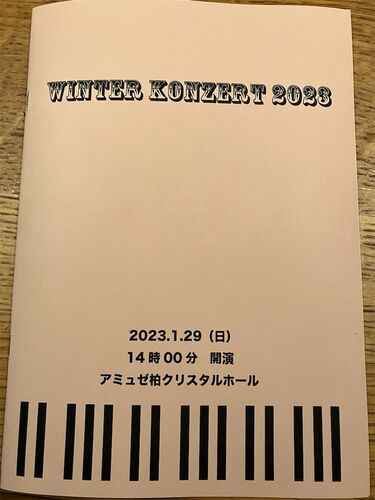 WINTER KONZERT 2023
2023.1.29（日）
14時00分　開演
アミュゼ柏クリスタルホール